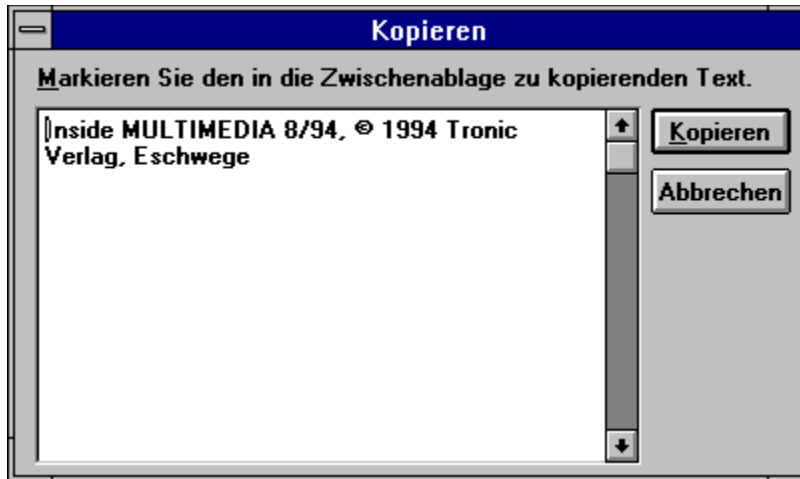 Kopieren
Markieren Sie den in die Zwischenablage zu kopierenden Text.
Inside MULTIMEDIA 8/94, © 1994 Tronic
Verlag, Eschwege
Kopieren
Abbrechen